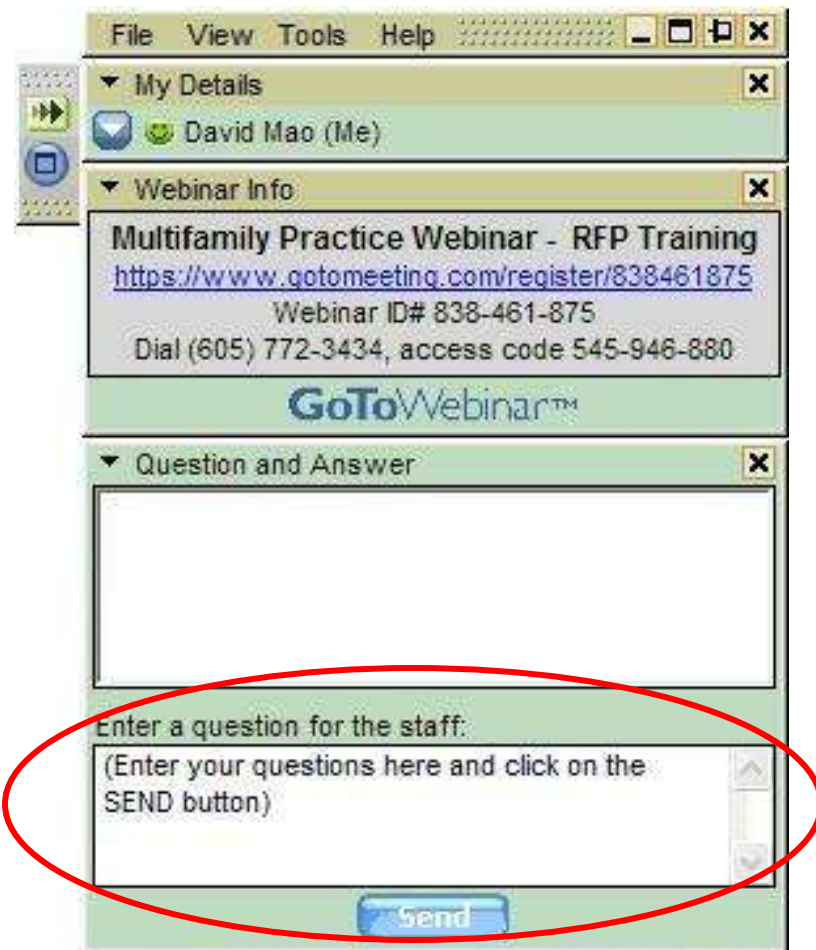 File View Tools Help
My Details
David Mao (Me)
Webinar Info
Multifamily Practice Webinar - RFP Training
https://www.gotomeeting.com/register/838461875
Webinar ID# 838-461-875
Dial (605) 772-3434, access code 545-946-880
GoToWebinar™
Question and Answer
Enter a question for the staff:
(Enter your questions here and click on the
SEND button)
Send